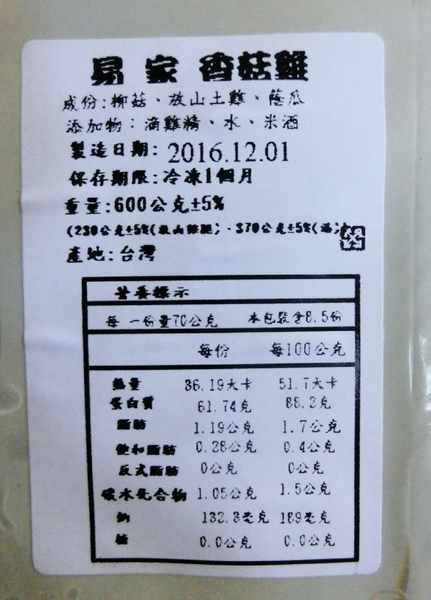 易家 香菇雞
成份:柳菇、放山土雞、蔭瓜
添加物：滴雞精、水、米酒
製造日期: 2016.12.01
保存期限:冷凍1個月
重量:600公克±5%
(230公克±5%(放山雞腿)、370公克±5%(湯))
產地:台灣
營養標示
每一份量70公克 本包裝含8.5份
每份 每100公克
熱量 36.19大卡 51.7大卡
蛋白質 61.74克 88.2克
脂肪 1.19公克 1.7公克
飽和脂肪 0.28公克 0.4公克
反式脂肪 0公克 0公克
碳水化合物 1.05公克 1.5公克
鈉 132.3毫克 189毫克
糖 0.0公克 0.0公克